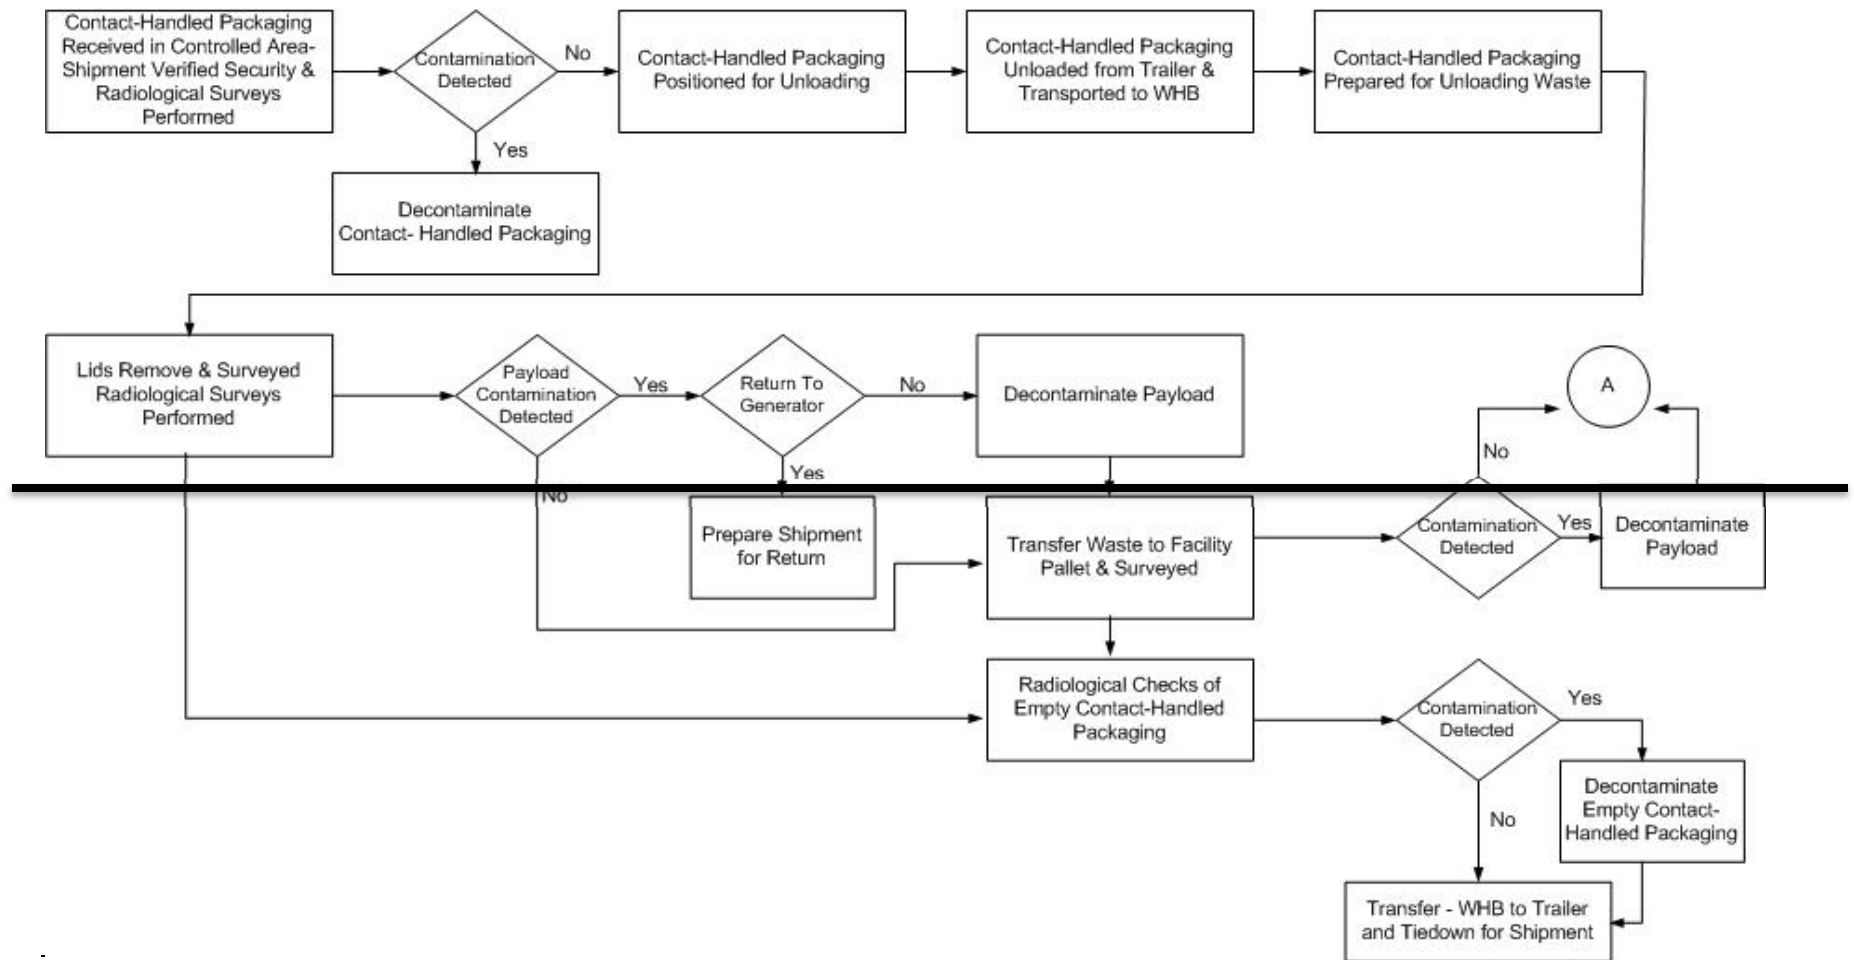 Contact-Handled Packaging
Received in Controlled Area-
Shipment Verified Security &
Radiological Surveys
Performed
Contamination
Detected
No
Yes
Contact-Handled Packaging
Positioned for Unloading
Contact-Handled Packaging
Unloaded from Trailer &
Transported to WHB
Contact-Handled Packaging
Prepared for Unloading Waste
Decontaminate
Contact- Handled Packaging
Lids Remove & Surveyed
Radiological Surveys
Performed
Payload
Contamination
Detected
Yes
No
Return To
Generator
No
Yes
Decontaminate Payload
A
No
Prepare Shipment
for Return
Transfer Waste to Facility
Pallet & Surveyed
Contamination
Detected
Yes
Decontaminate
Payload
Radiological Checks of
Empty Contact-Handled
Packaging
Contamination
Detected
Yes
No
Decontaminate
Empty Contact-
Handled Packaging
Transfer - WHB to Trailer
and Tiedown for Shipment